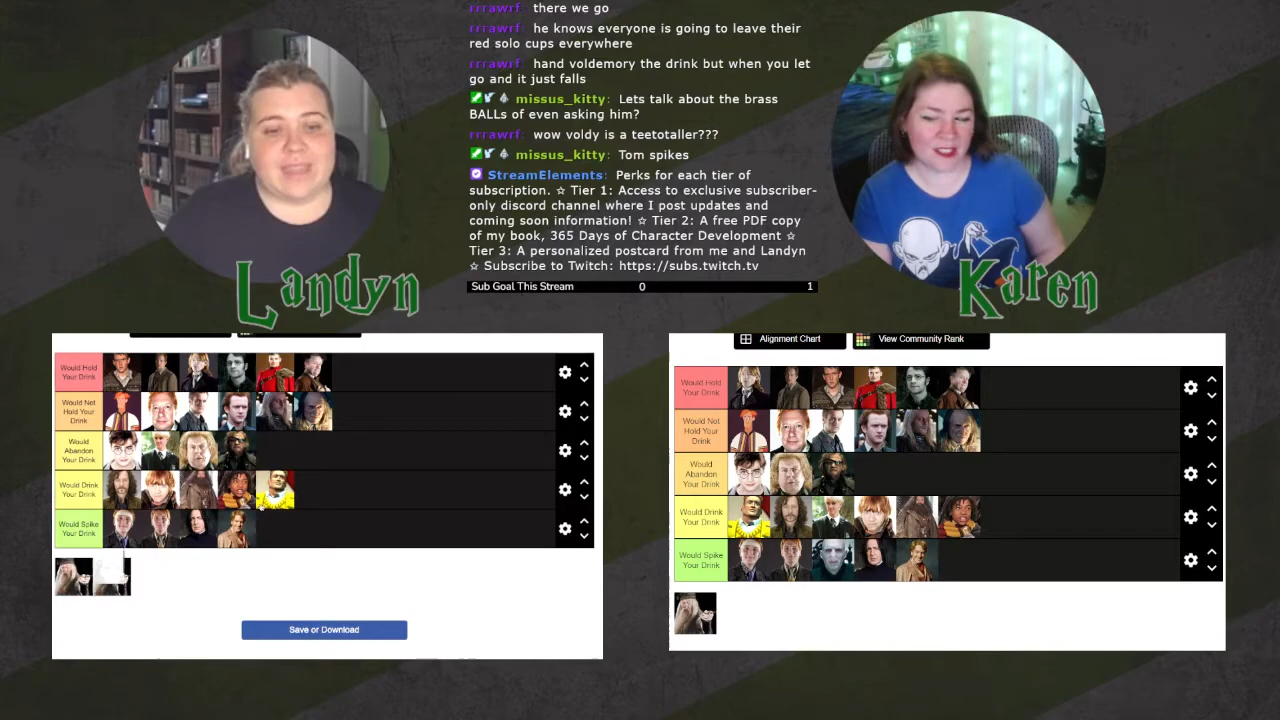 rrrawrf: there we go
rrrawrf: he knows everyone is going to leave their
red solo cups everywhere
rrrawrf: hand voldemory the drink but when you let
go and it just falls
missus_kitty: Lets talk about the brass
BALLs of even asking him?
rrrawrf: wow voldy is a teetotaller???
missus_kitty: Tom spikes
StreamElements: Perks for each tier of
subscription. ☆ Tier 1: Access to exclusive subscriber-
only discord channel where I post updates and
coming soon information! ☆ Tier 2: A free PDF copy
of my book, 365 Days of Character Development ☆
Tier 3: A personalized postcard from me and Landyn
☆ Subscribe to Twitch: https://subs.twitch.tv
Sub Goal This Stream 0 1
Landyn
Karen
Would Hold
Your Drink
Would Not
Hold Your
Drink
Would
Abandon
Your Drink
Would Drink
Your Drink
Would Spike
Your Drink
Save or Download
Alignment Chart
View Community Rank
Would Hold
Your Drink
Would Not
Hold Your
Drink
Would
Abandon
Your Drink
Would Drink
Your Drink
Would Spike
Your Drink